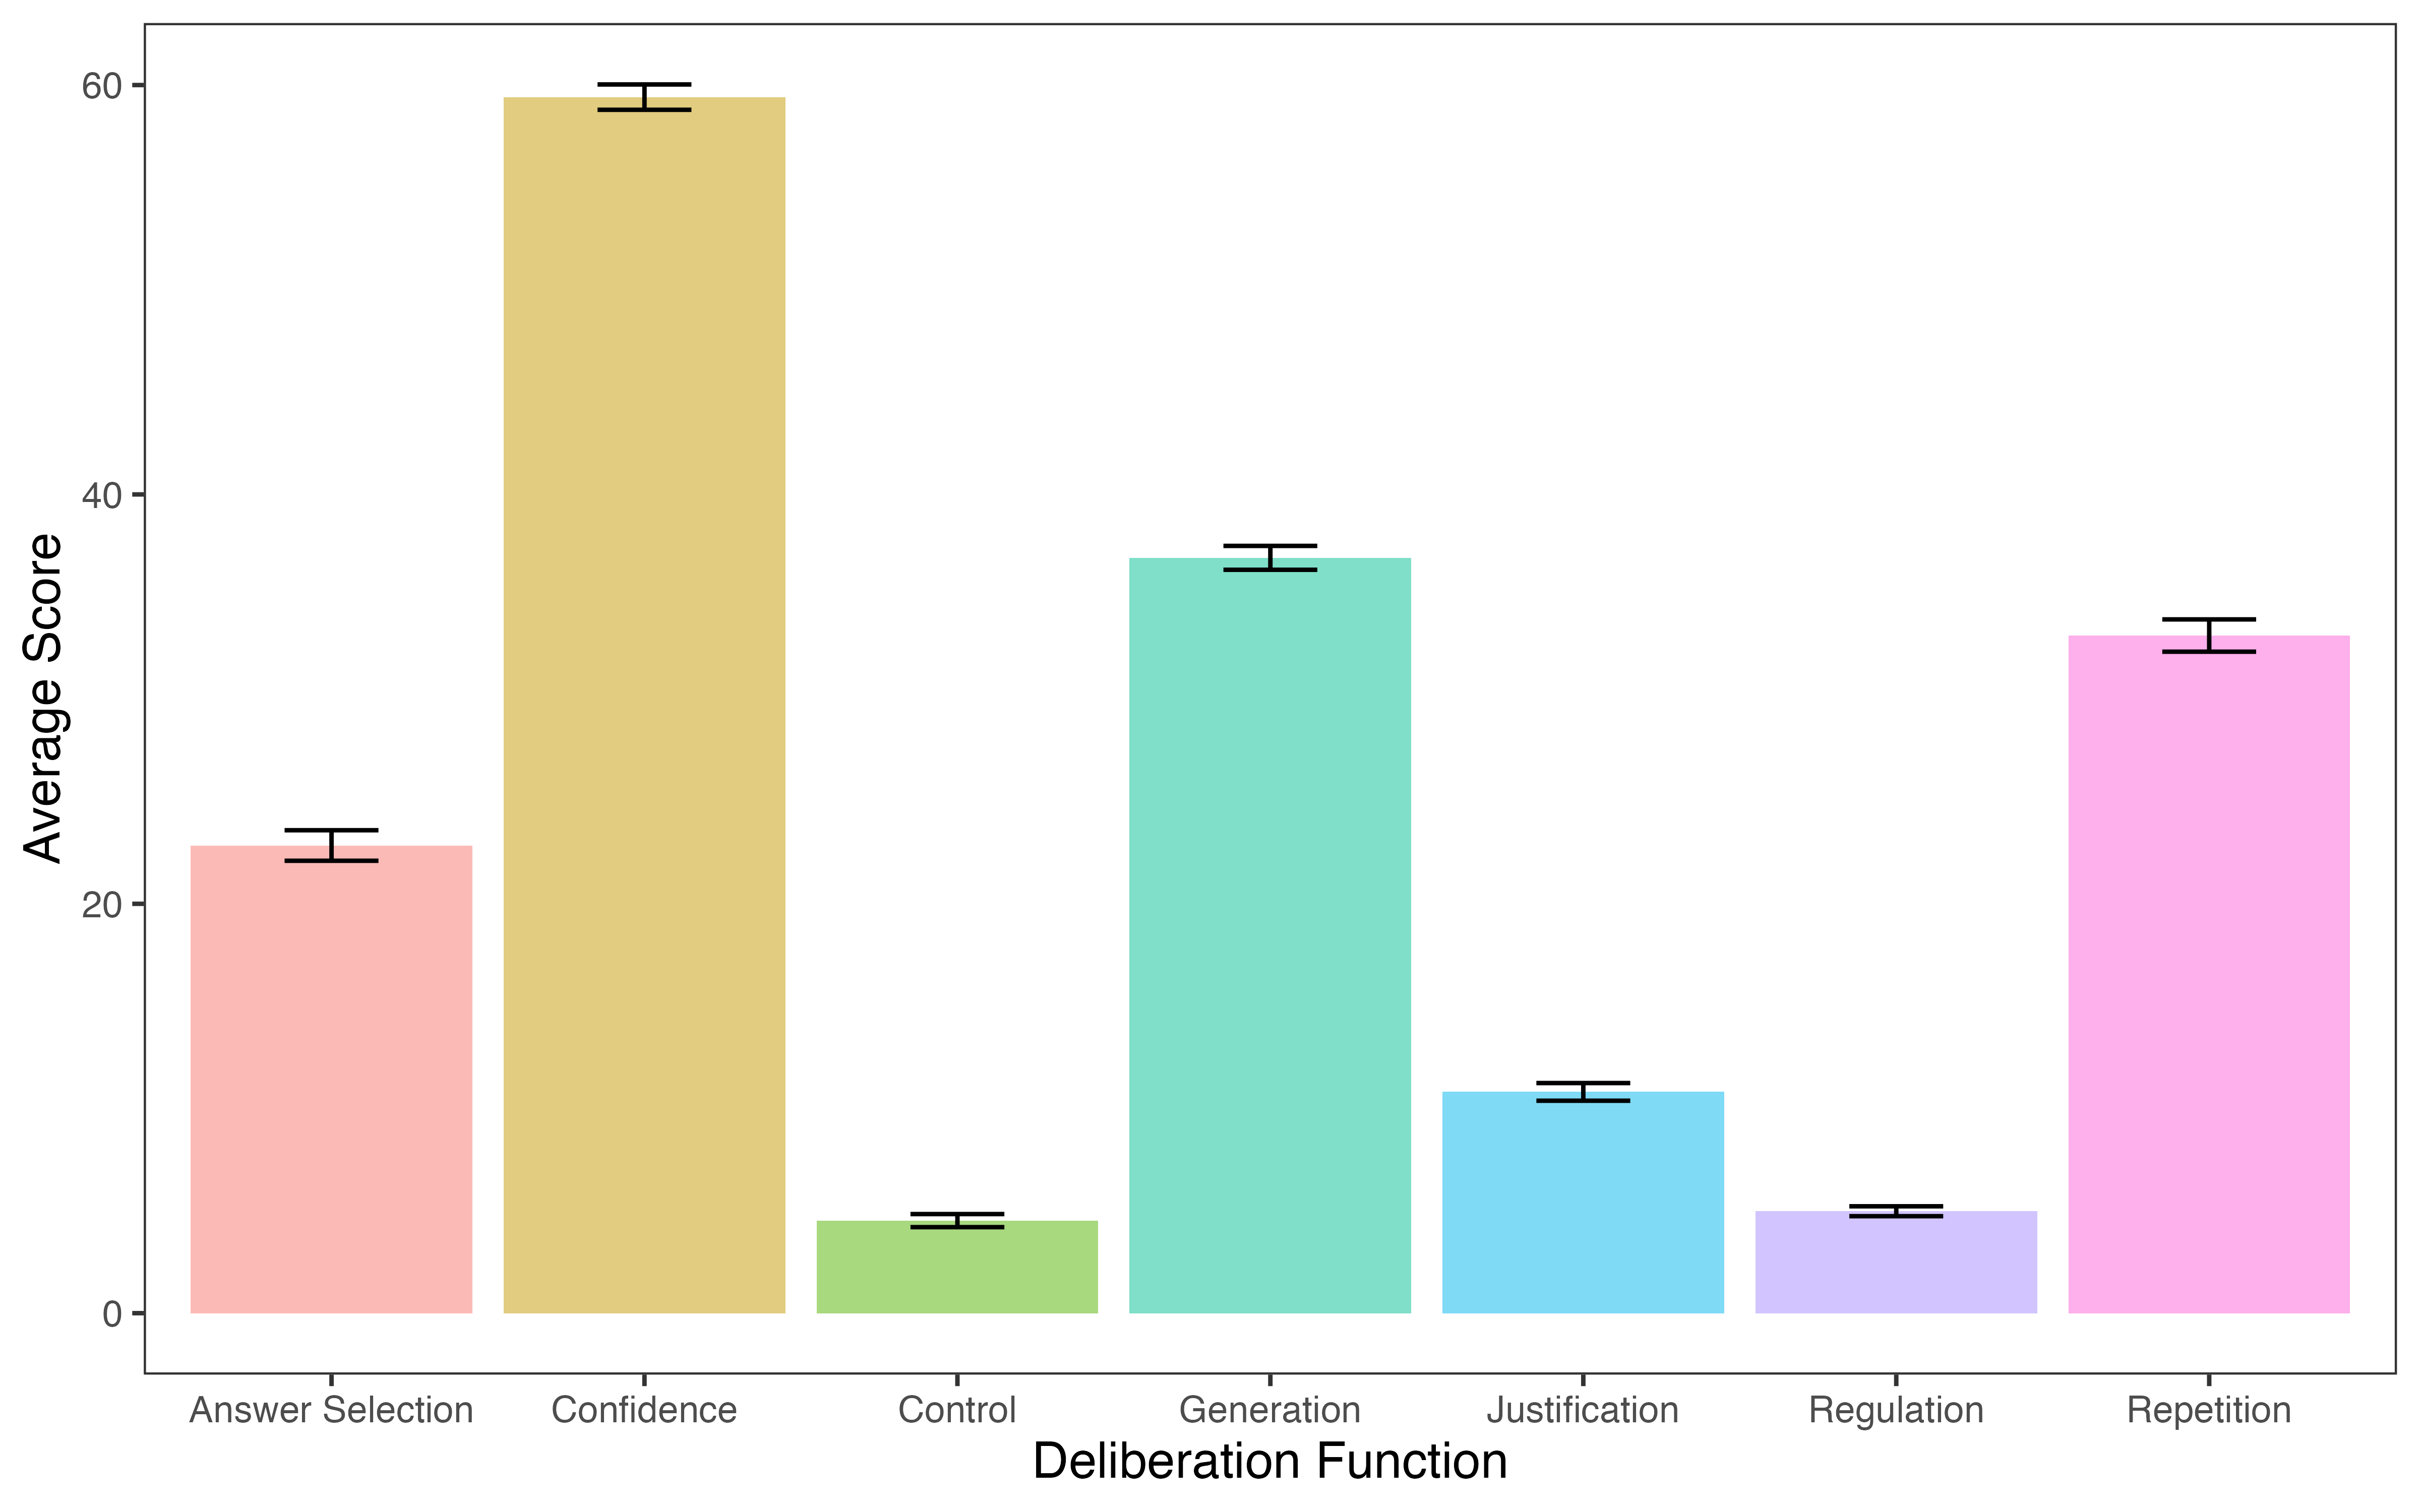 60
40
20
0
Average Score
Answer Selection Confidence Control Generation Justification Regulation Repetition
Deliberation Function